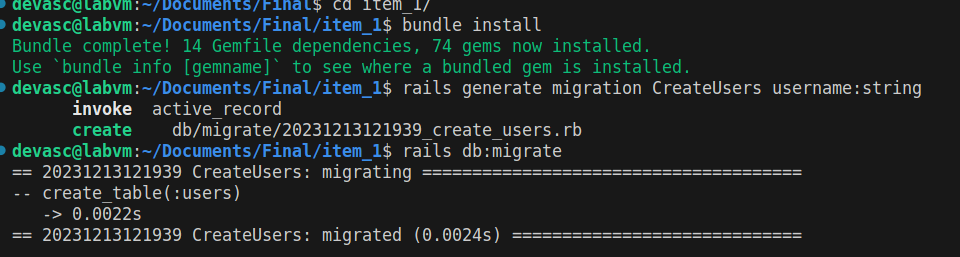 devasc@labvm:~/Documents/Final$ cd item_1/
devasc@labvm:~/Documents/Final/item_1$ bundle install
Bundle complete! 14 Gemfile dependencies, 74 gems now installed.
Use `bundle info [gemname]` to see where a bundled gem is installed.
devasc@labvm:~/Documents/Final/item_1$ rails generate migration CreateUsers username:string
      invoke  active_record
      create    db/migrate/20231213121939_create_users.rb
devasc@labvm:~/Documents/Final/item_1$ rails db:migrate
== 20231213121939 CreateUsers: migrating ======================================
-- create_table(:users)
   -> 0.0022s
== 20231213121939 CreateUsers: migrated (0.0024s) =============================